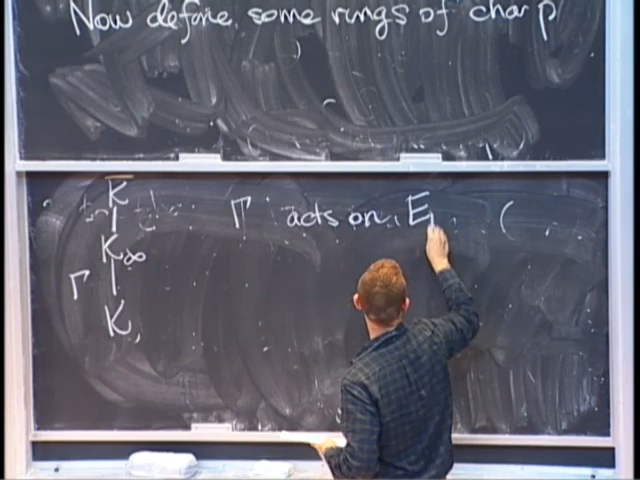 Now define some rings of char p
K̄
Γ acts on E (
K∞
Γ
K